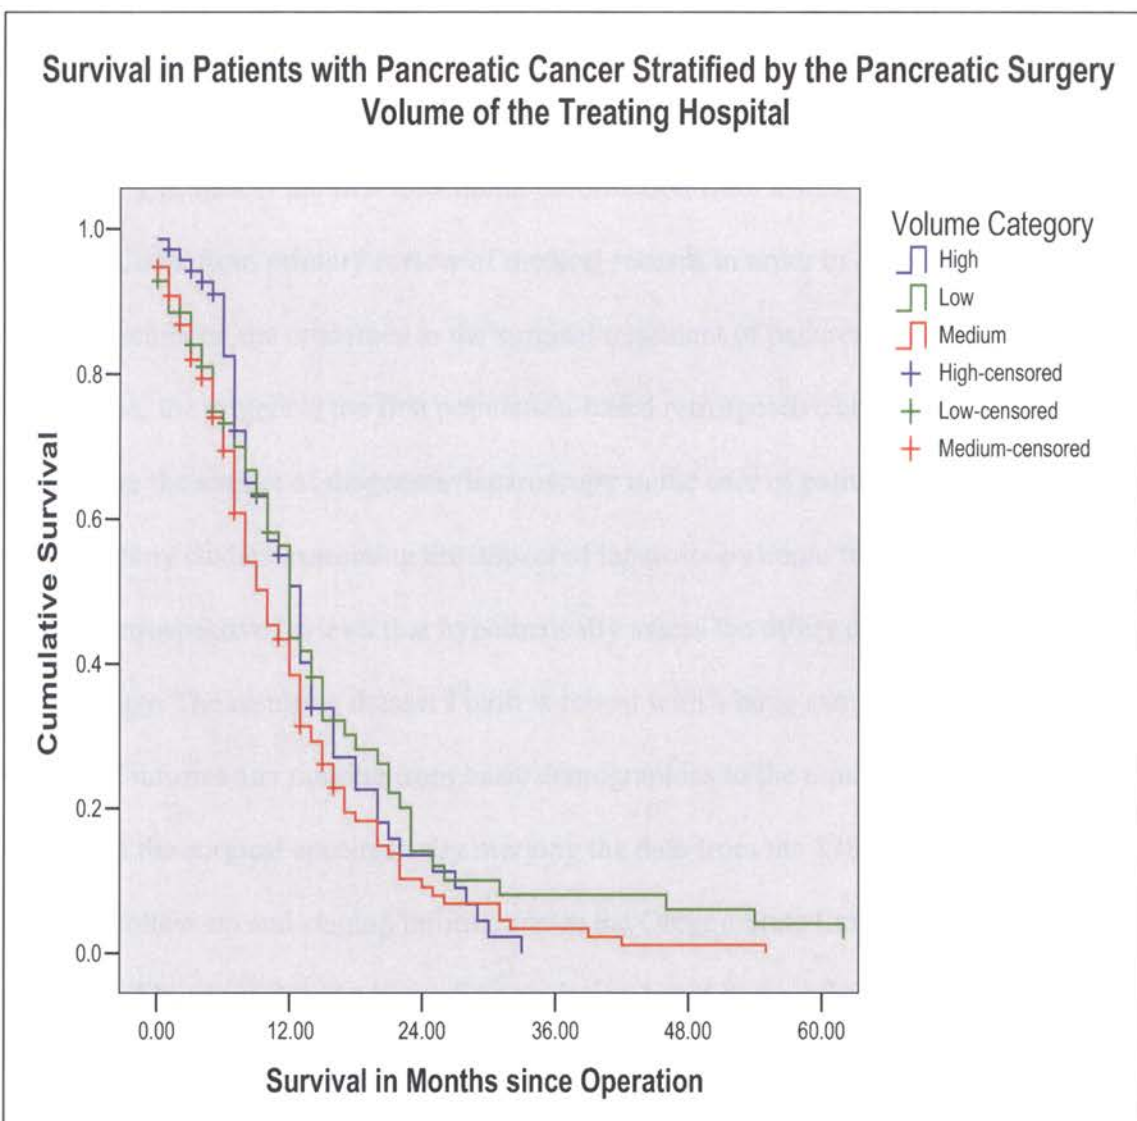 Survival in Patients with Pancreatic Cancer Stratified by the Pancreatic Surgery
Volume of the Treating Hospital
Cumulative Survival
1.0
0.8
0.6
0.4
0.2
0.0
0.00 12.00 24.00 36.00 48.00 60.00
Survival in Months since Operation
Volume Category
High
Low
Medium
High-censored
Low-censored
Medium-censored